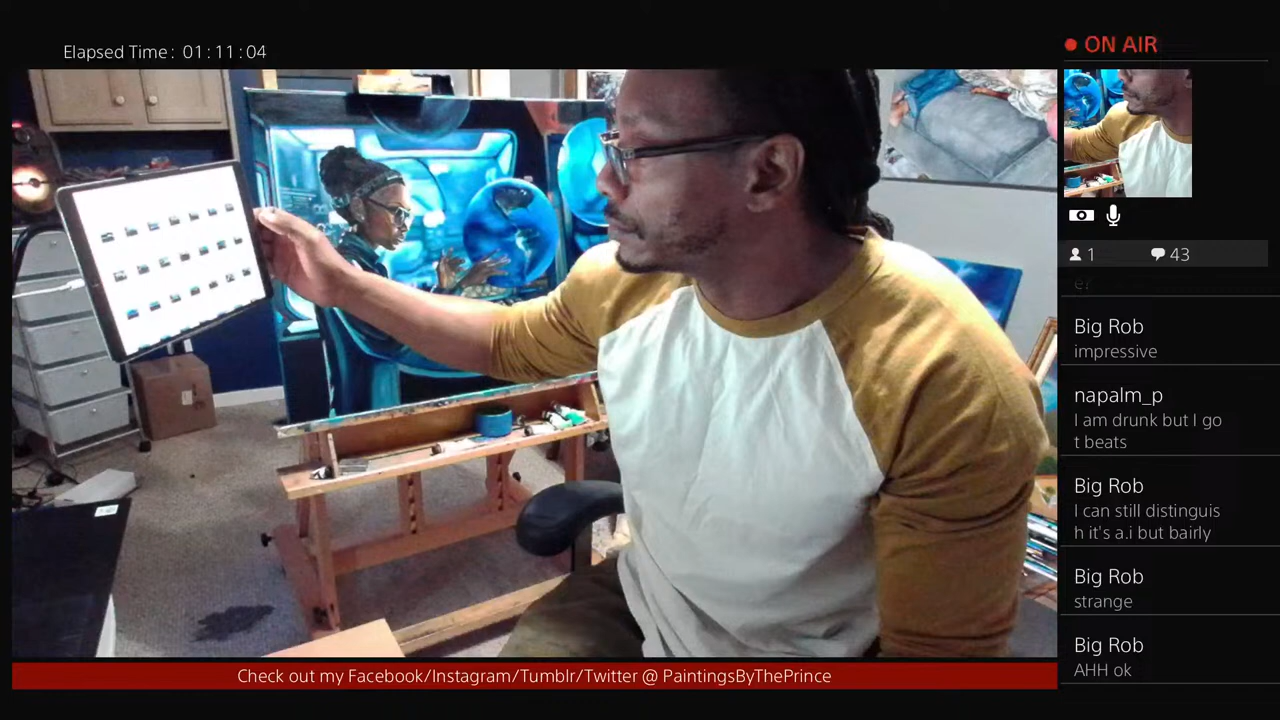 Elapsed Time: 01:11:04
ON AIR
1
43
er
Big Rob
impressive
napalm_p
I am drunk but I go
t beats
Big Rob
I can still distinguis
h it's a.i but bairly
Big Rob
strange
Big Rob
AHH ok
Check out my Facebook/Instagram/Tumblr/Twitter @ PaintingsByThePrince